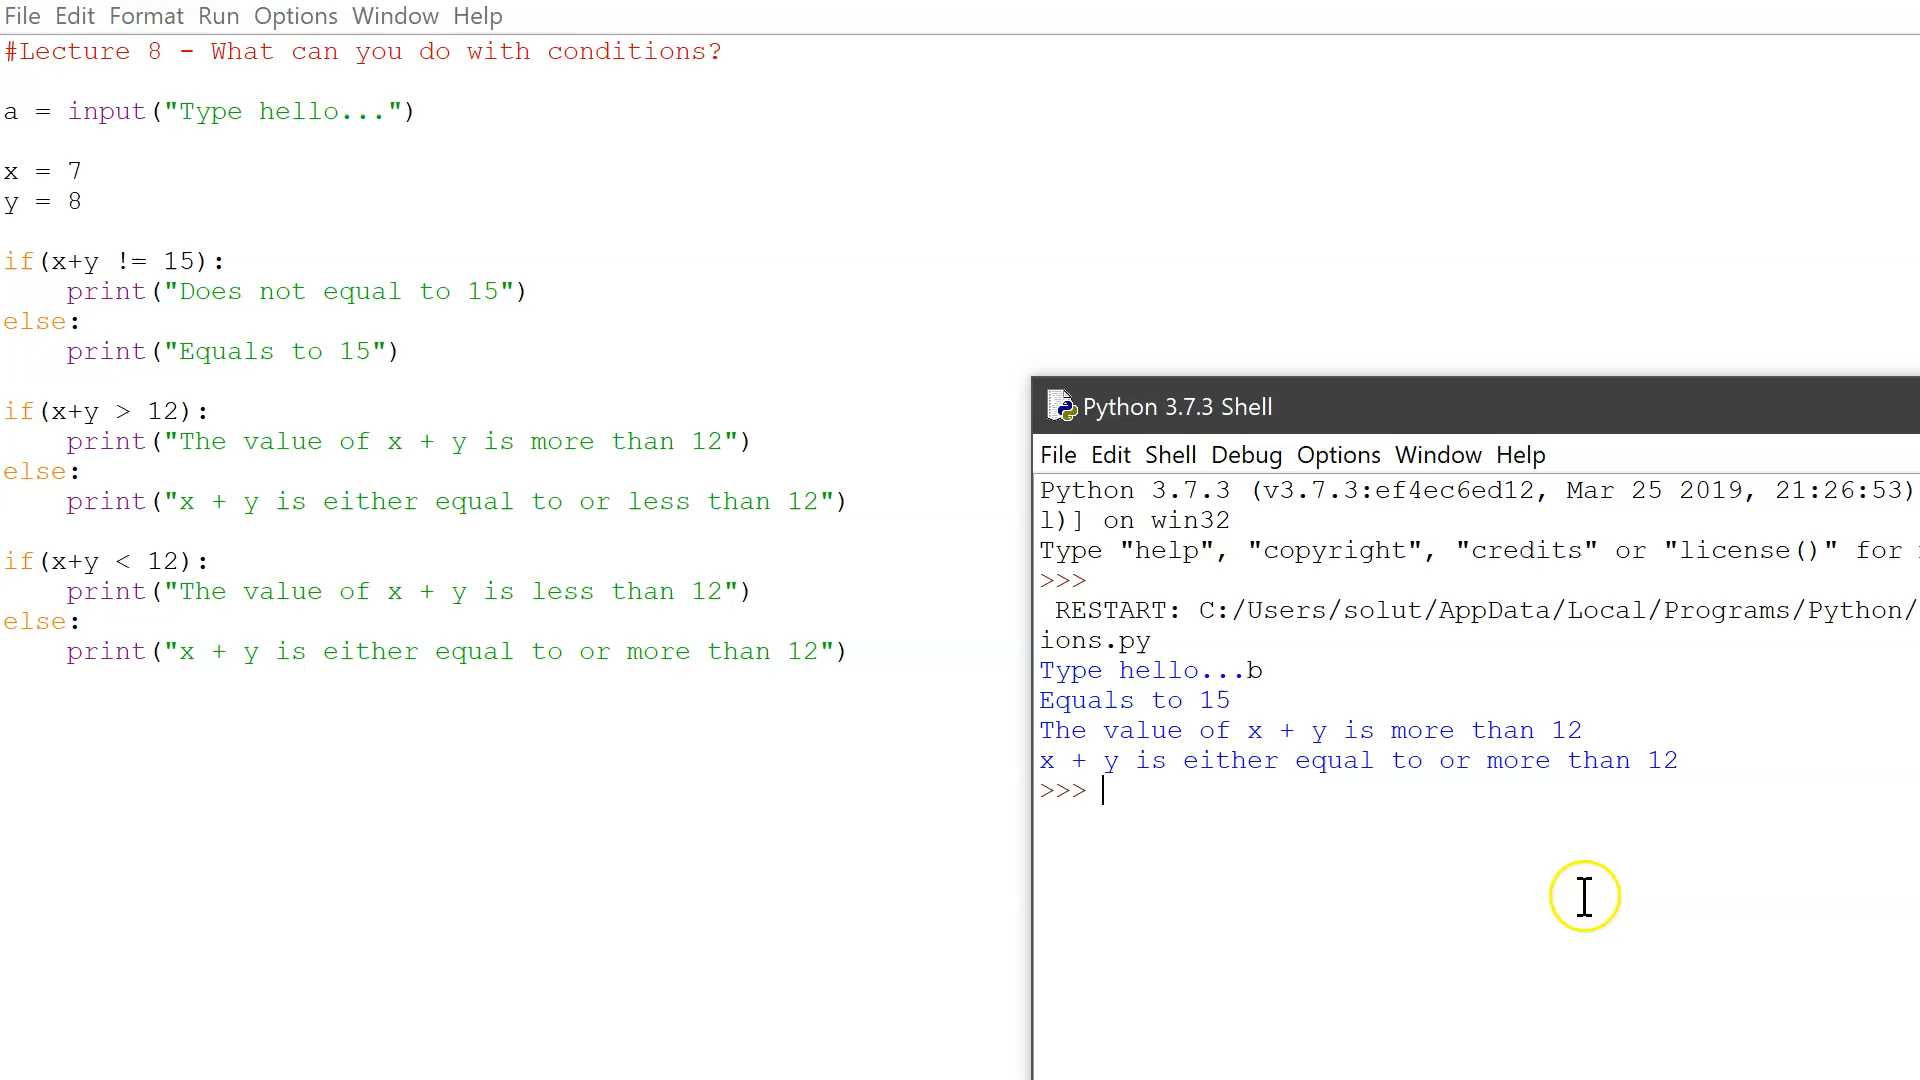 File Edit Format Run Options Window Help
#Lecture 8 - What can you do with conditions?
a = input("Type hello...")
x = 7
y = 8
if(x+y != 15):
    print("Does not equal to 15")
else:
    print("Equals to 15")
if(x+y > 12):
    print("The value of x + y is more than 12")
else:
    print("x + y is either equal to or less than 12")
if(x+y < 12):
    print("The value of x + y is less than 12")
else:
    print("x + y is either equal to or more than 12")
Python 3.7.3 Shell
File Edit Shell Debug Options Window Help
Python 3.7.3 (v3.7.3:ef4ec6ed12, Mar 25 2019, 21:26:53)
l)] on win32
Type "help", "copyright", "credits" or "license()" for
>>>
 RESTART: C:/Users/solut/AppData/Local/Programs/Python/
ions.py
Type hello...b
Equals to 15
The value of x + y is more than 12
x + y is either equal to or more than 12
>>>